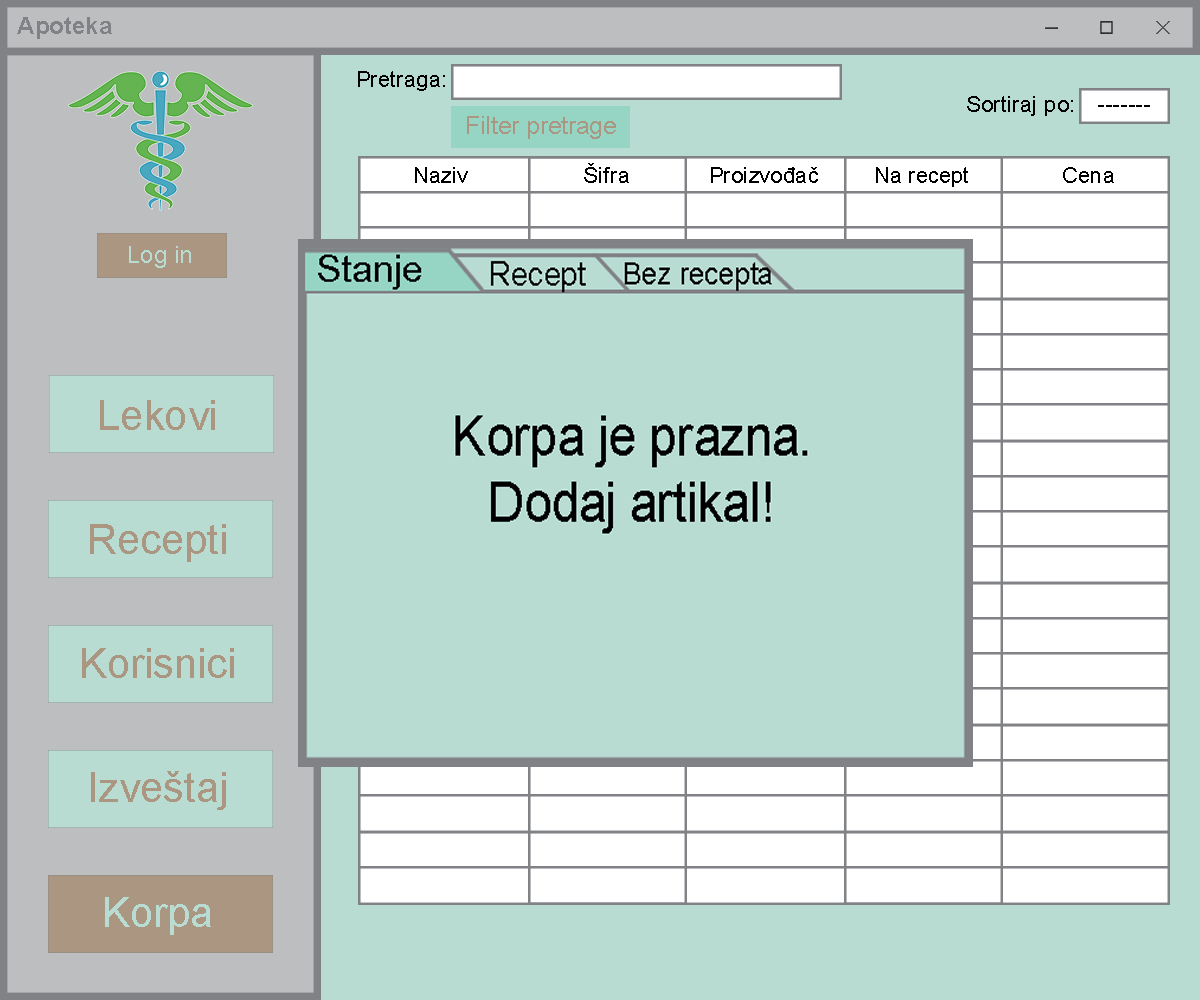 Apoteka
Log in
Lekovi
Recepti
Korisnici
Izveštaj
Korpa
Pretraga:
Filter pretrage
Sortiraj po: -------
Naziv Šifra Proizvođač Na recept Cena
Stanje Recept Bez recepta
Korpa je prazna.
Dodaj artikal!